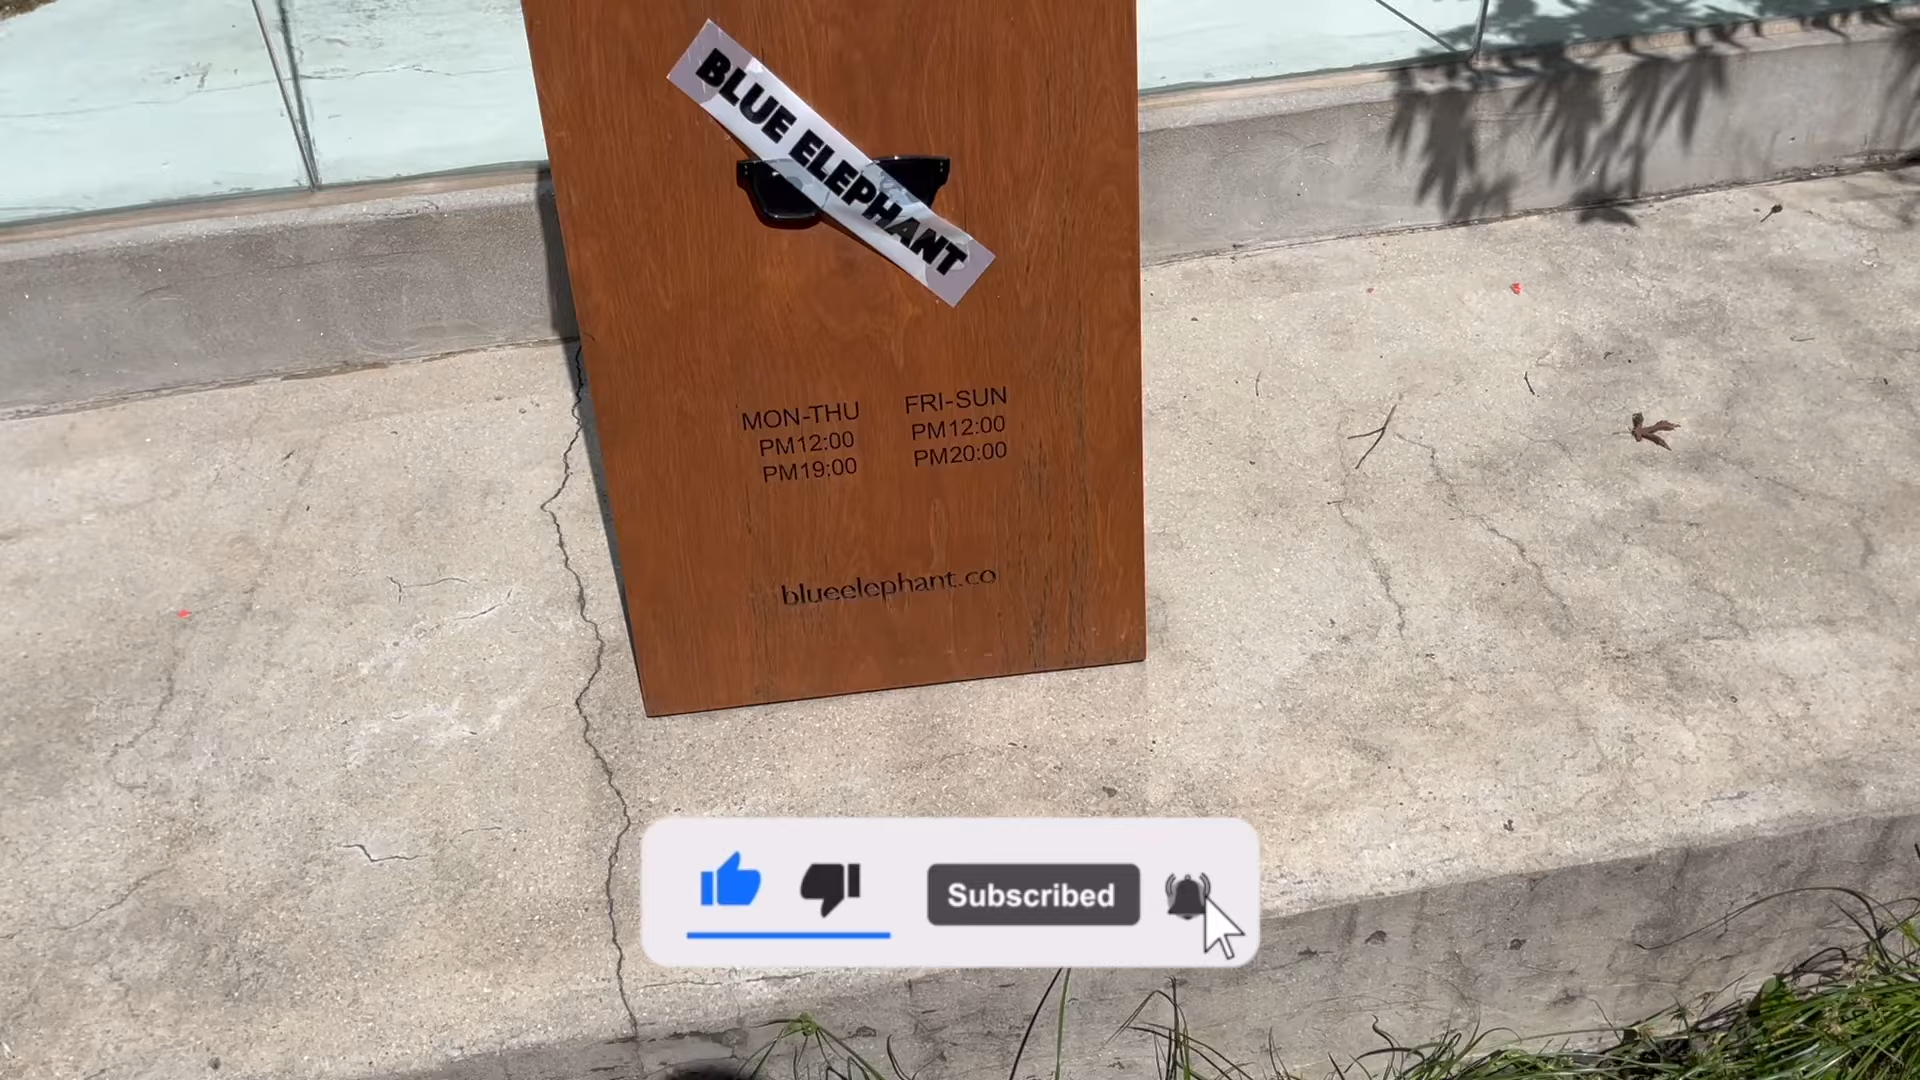 BLUE ELEPHANT
MON-THU
PM12:00
PM19:00
FRI-SUN
PM12:00
PM20:00
blueelephant.co
Subscribed